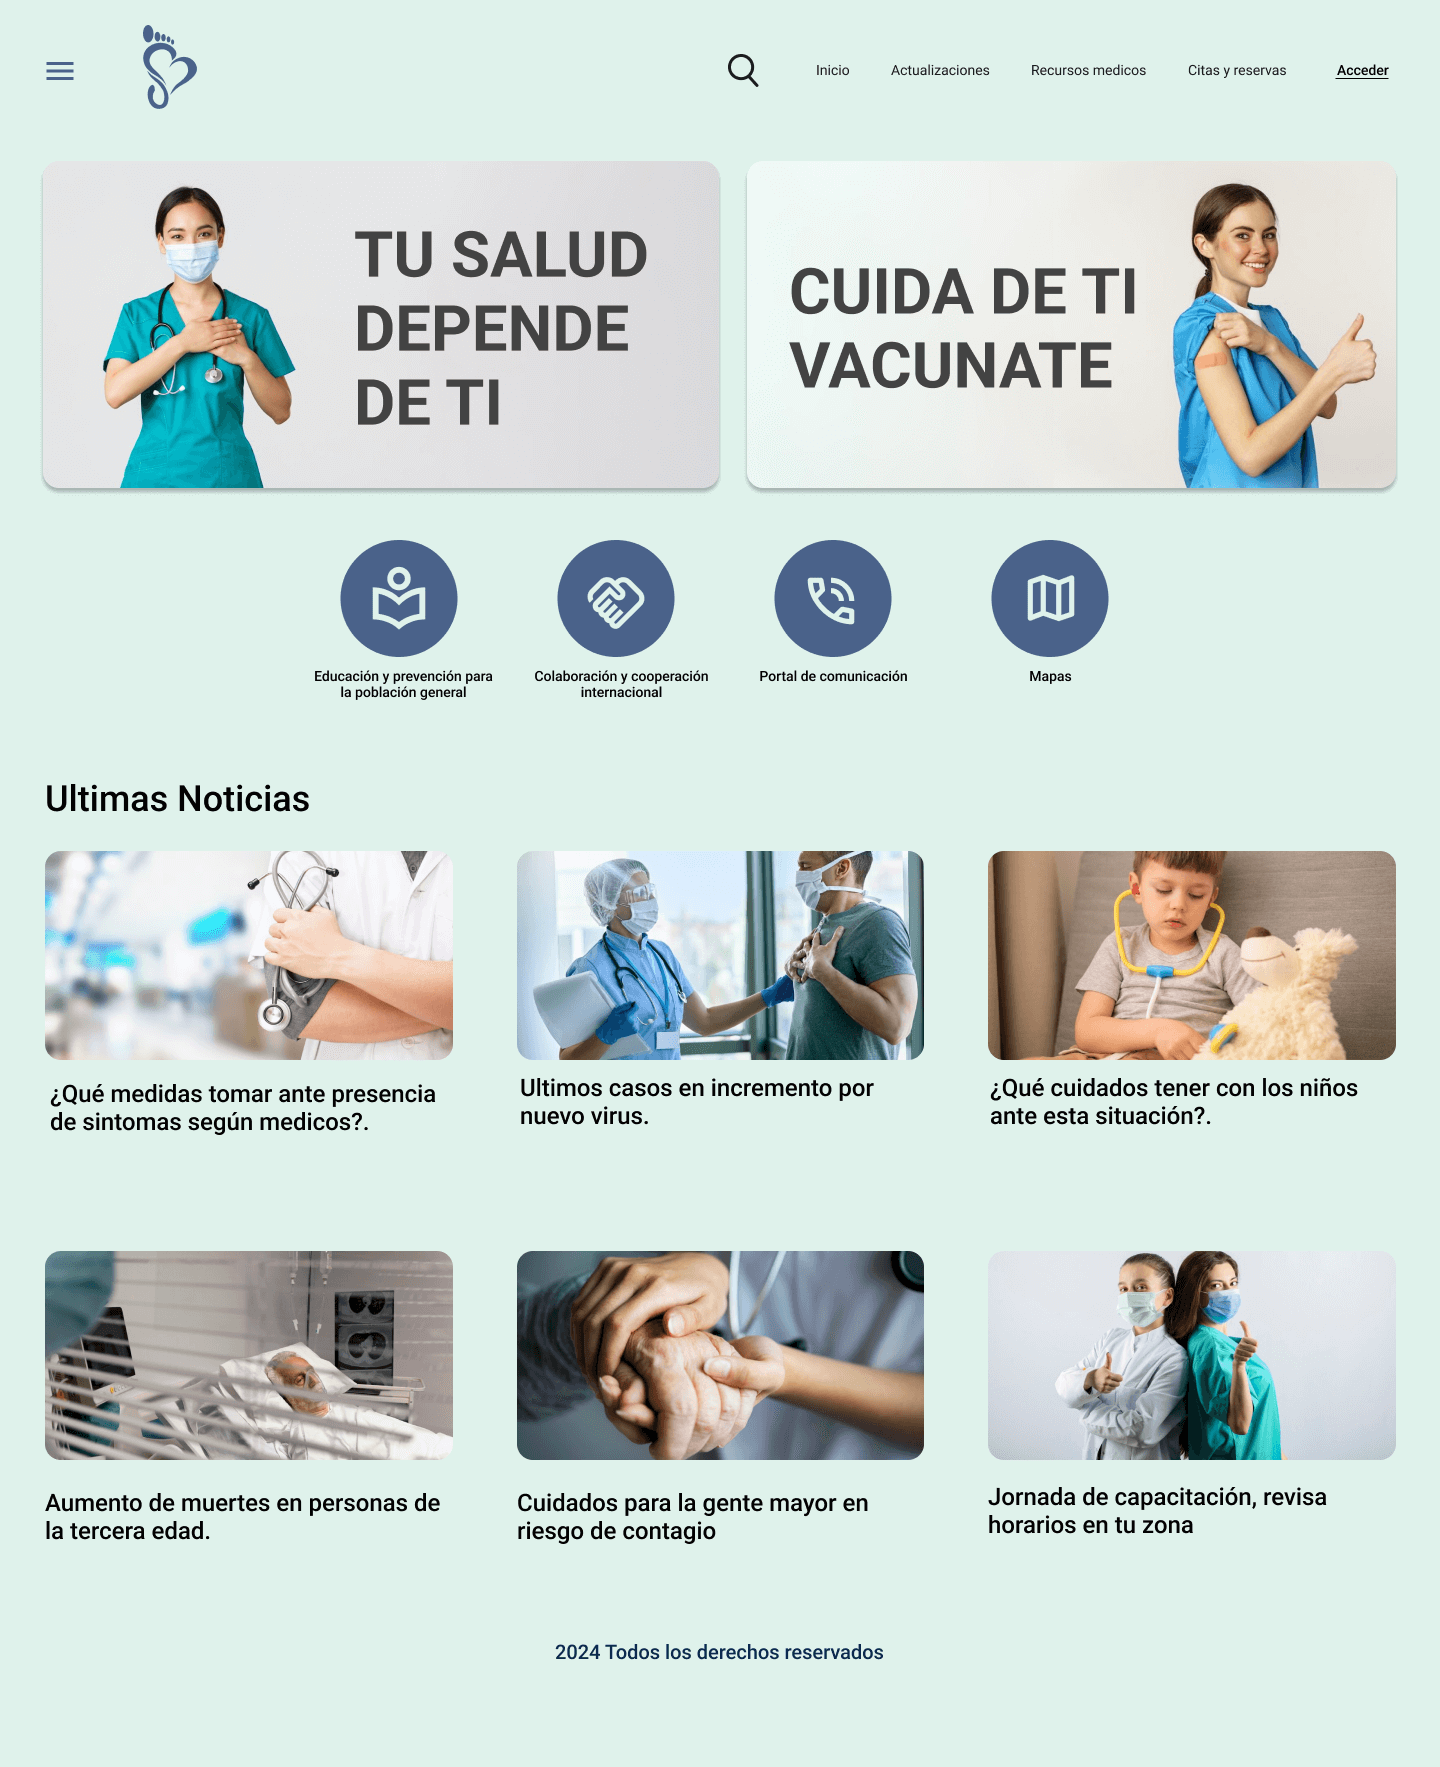 Inicio
Actualizaciones
Recursos medicos
Citas y reservas
Acceder
TU SALUD
DEPENDE
DE TI
CUIDA DE TI
VACUNATE
Educación y prevención para
la población general
Colaboración y cooperación
internacional
Portal de comunicación
Mapas
Ultimas Noticias
¿Qué medidas tomar ante presencia
de sintomas según medicos?.
Ultimos casos en incremento por
nuevo virus.
¿Qué cuidados tener con los niños
ante esta situación?.
Aumento de muertes en personas de
la tercera edad.
Cuidados para la gente mayor en
riesgo de contagio
Jornada de capacitación, revisa
horarios en tu zona
2024 Todos los derechos reservados